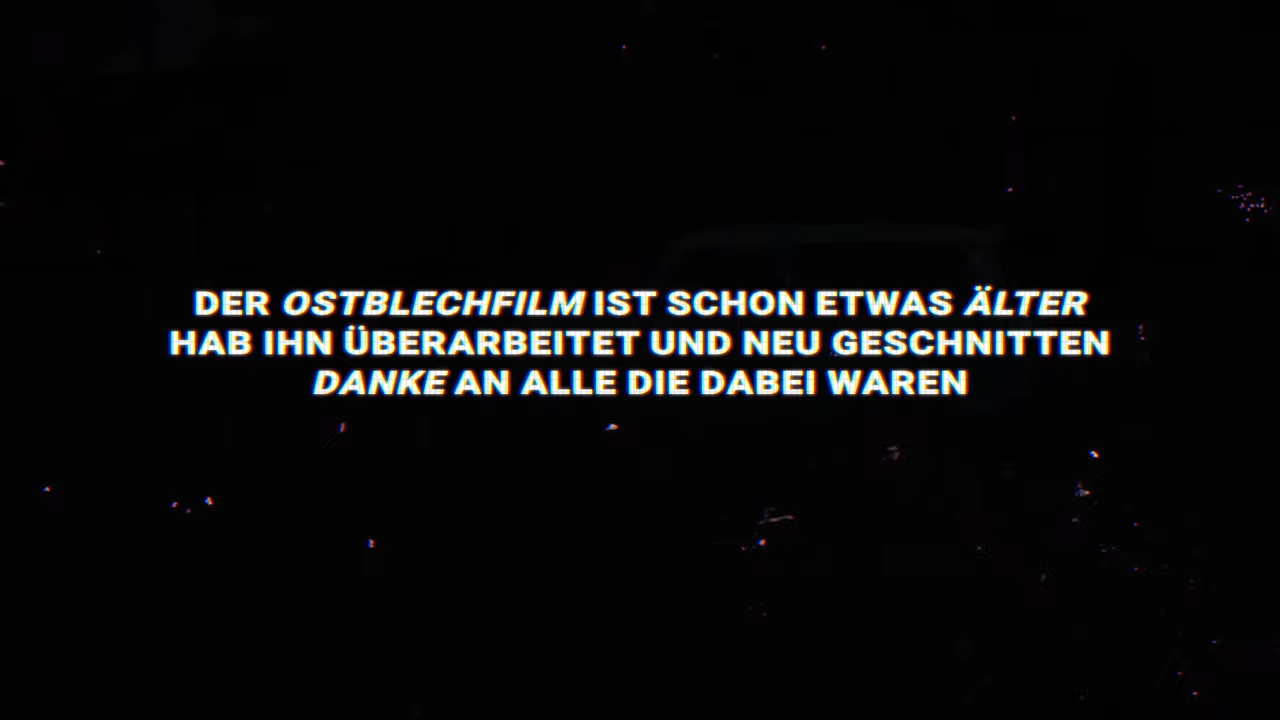 DER OSTBLECHFILM IST SCHON ETWAS ÄLTER
HAB IHN ÜBERARBEITET UND NEU GESCHNITTEN
DANKE AN ALLE DIE DABEI WAREN